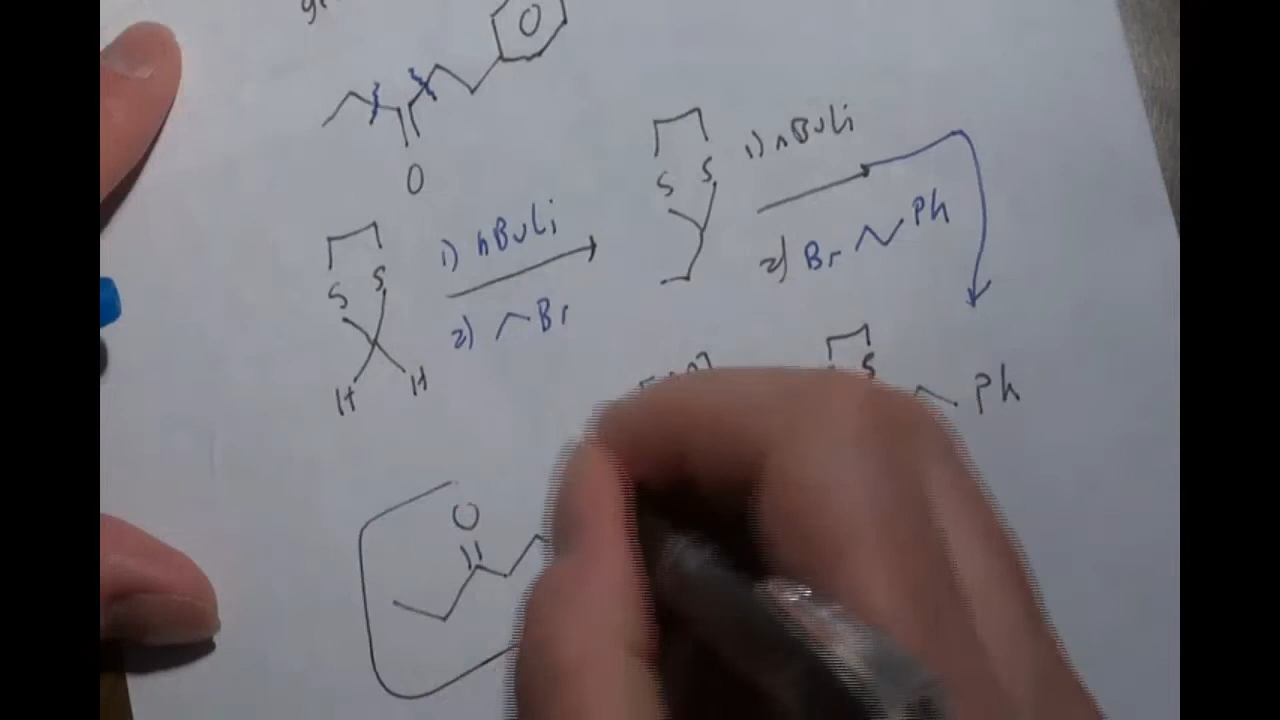 O
O
1) nBuLi
S S
2) Br Ph
1) nBuLi
S S
2) Br
H H
S
Ph
O